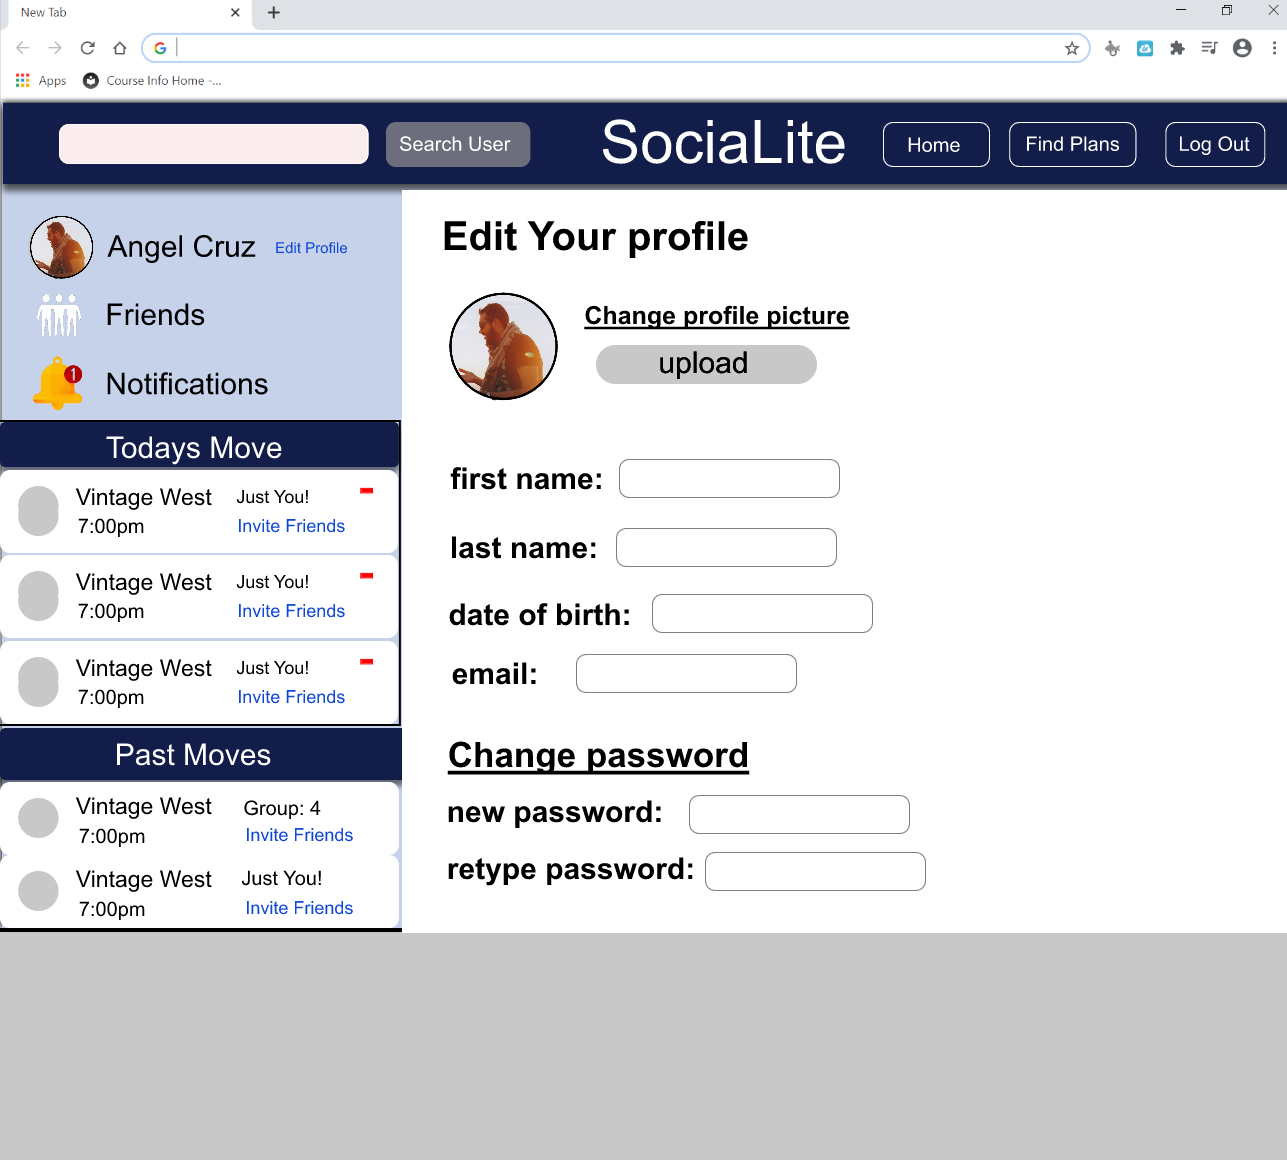 New Tab
Apps
Course Info Home -...
Search User
SociaLite
Home
Find Plans
Log Out
Angel Cruz
Edit Profile
Friends
1
Notifications
Todays Move
Vintage West
Just You!
7:00pm
Invite Friends
Vintage West
Just You!
7:00pm
Invite Friends
Vintage West
Just You!
7:00pm
Invite Friends
Past Moves
Vintage West
Group: 4
7:00pm
Invite Friends
Vintage West
Just You!
7:00pm
Invite Friends
Edit Your profile
Change profile picture
upload
first name:
last name:
date of birth:
email:
Change password
new password:
retype password: